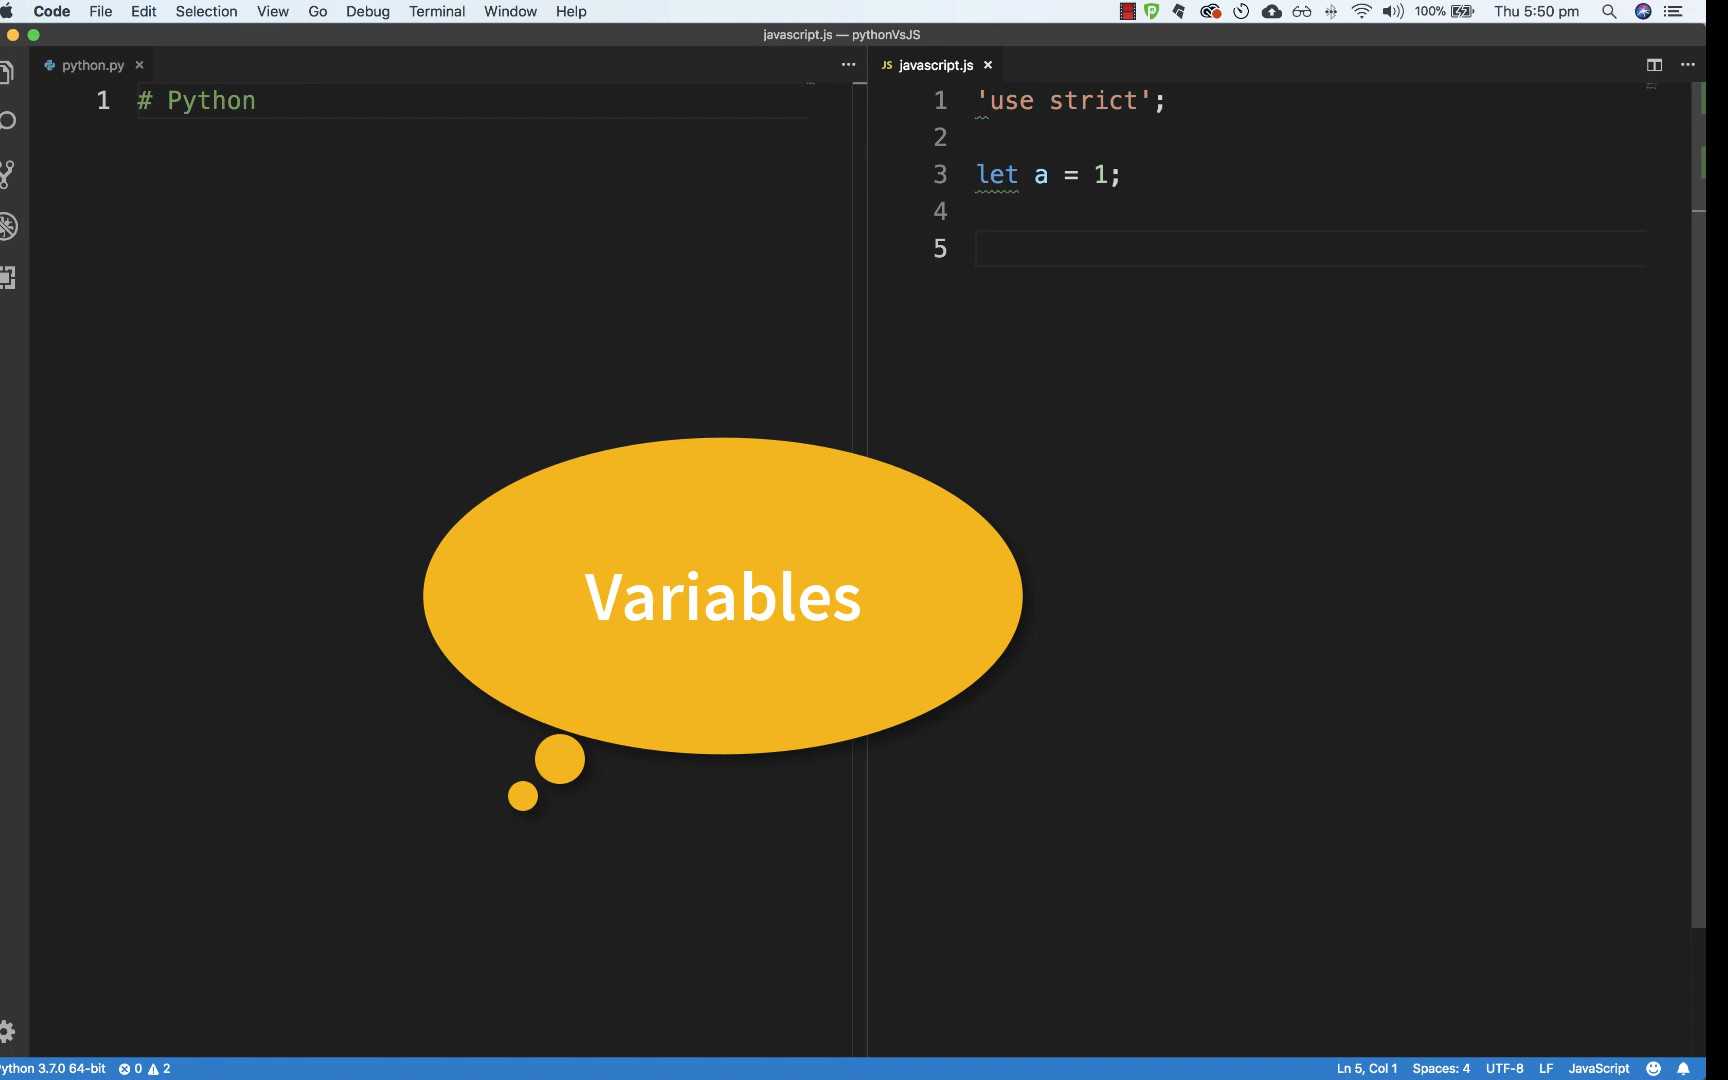 Code File Edit Selection View Go Debug Terminal Window Help 100% Thu 5:50 pm
javascript.js — pythonVsJS
python.py × ··· JS javascript.js × ···
1 # Python
1 'use strict';
2
3 let a = 1;
4
5
Variables
ython 3.7.0 64-bit 0 2 Ln 5, Col 1 Spaces: 4 UTF-8 LF JavaScript